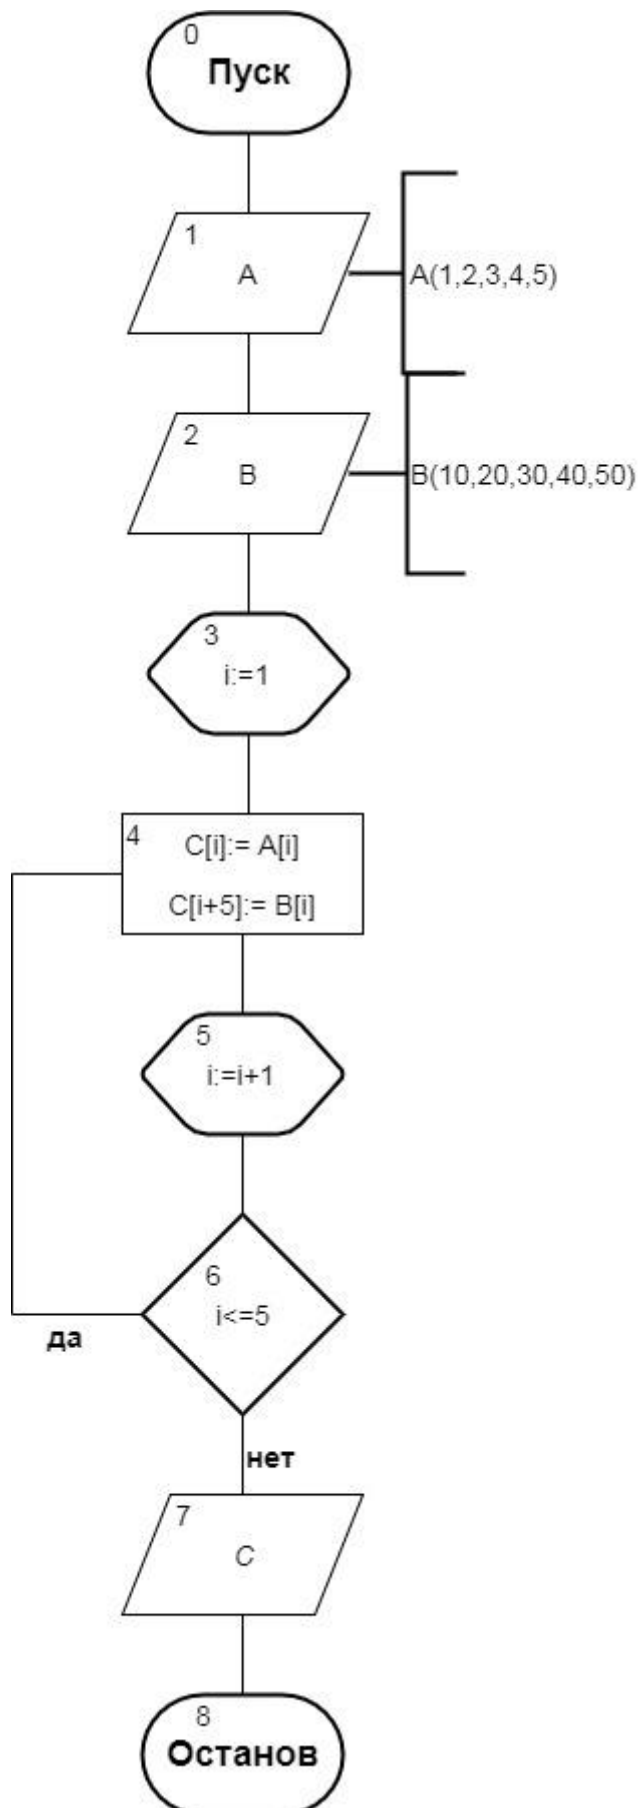 0
Пуск
1
A
A(1,2,3,4,5)
2
B
B(10,20,30,40,50)
3
i:=1
4
C[i]:= A[i]
C[i+5]:= B[i]
5
i:=i+1
6
i<=5
да
нет
7
C
8
Останов